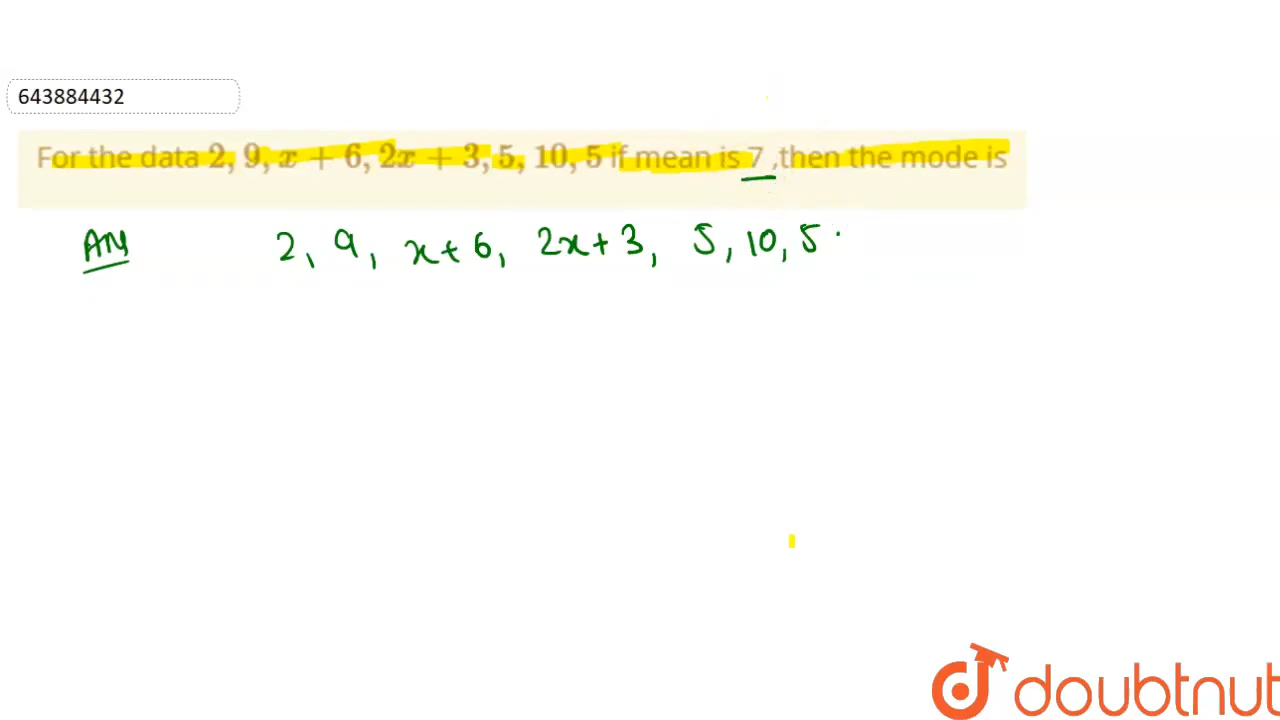 643884432
For the data 2, 9, x + 6, 2x + 3, 5, 10, 5 if mean is 7 ,then the mode is
Ans 2, 9, x + 6, 2x + 3, 5, 10, 5 .
doubtnut